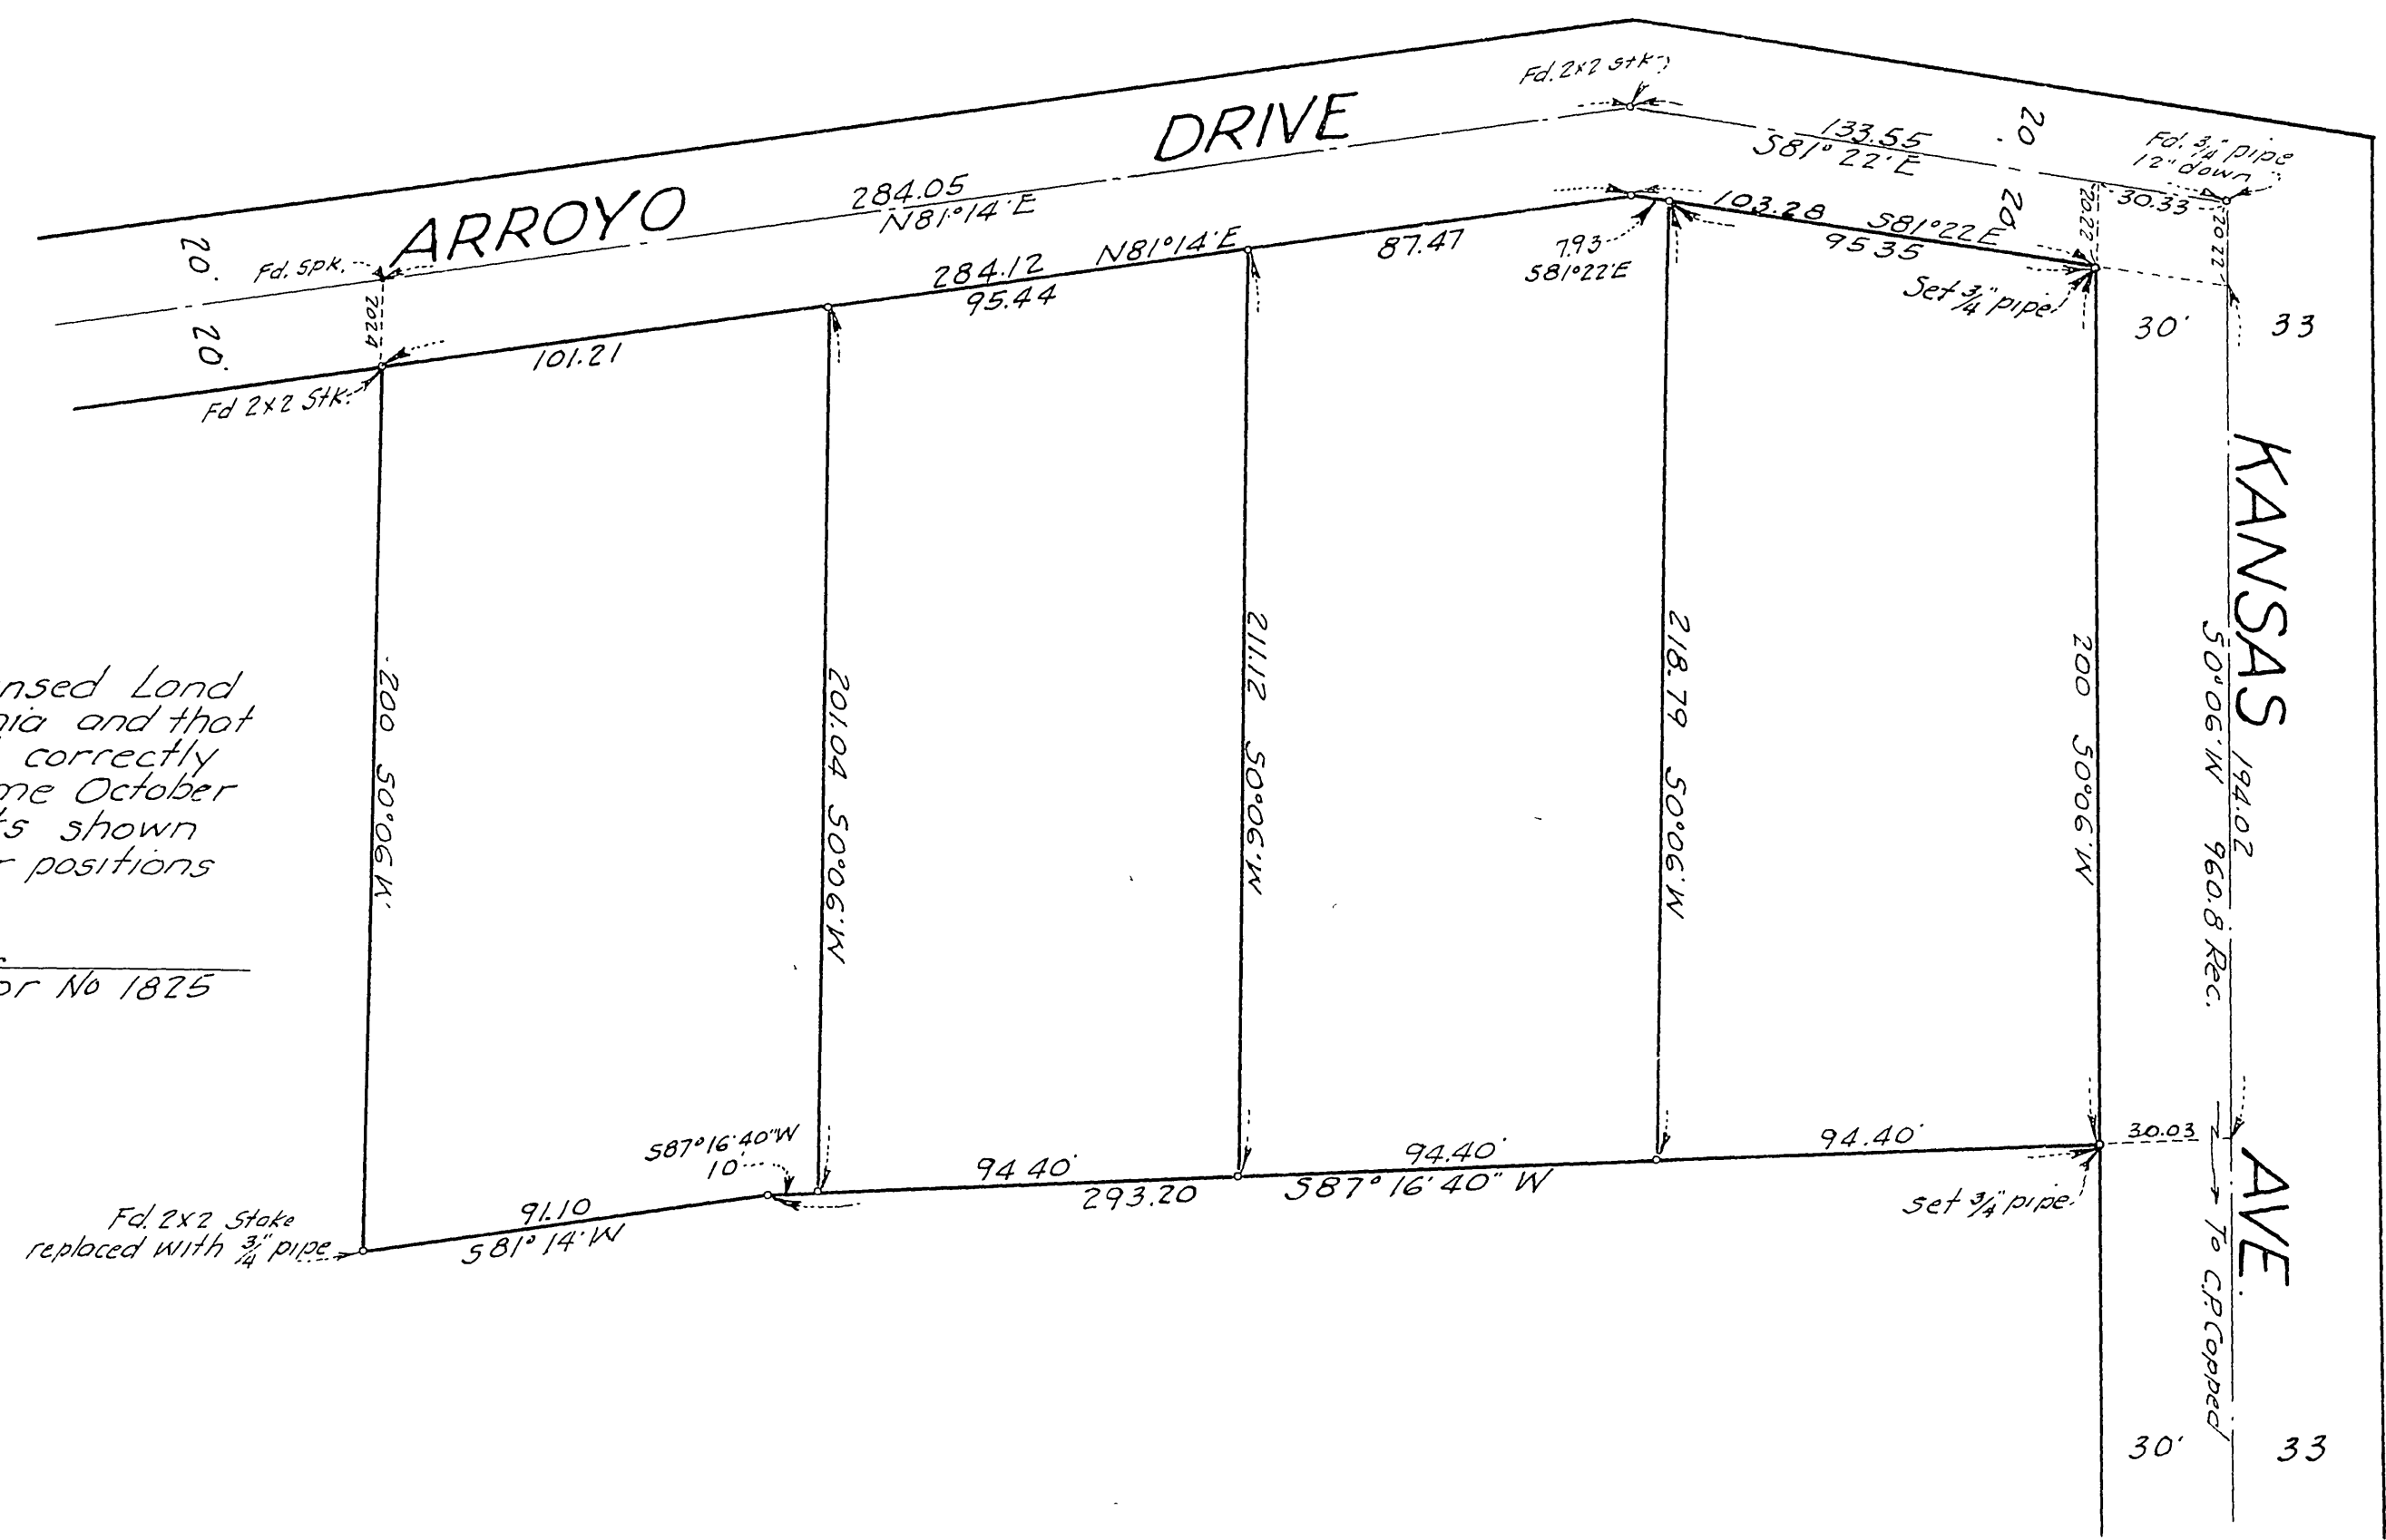 Fd. 2x2 stk
133.55
S81° 22' E
20'
Fd. 3/4" pipe
12" down
DRIVE
ARROYO
284.05
N81°14'E
20'
30.33
20.22
20.22
103.28 S81°22'E
95.35
20'
Fd. Spk.
20.24
20'
284.12 N81°14'E
95.44
87.47
7.93
S81°22'E
Set 3/4" pipe
30' 33
101.21
Fd 2x2 Stk.
KANSAS AVE.
200 S0°06'W
201.04 S0°06'W
211.12 S0°06'W
218.79 S0°06'W
200 S0°06'W
194.02
S0°06'W 960.8 Rec.
To C.P. Copped
nsed Land
nia and that
correctly
me October
ts shown
r positions
or No 1825
S87°16'40"W
10'
94.40'
94.40'
94.40'
30.03
293.20 S87°16'40" W
91.10
S81°14'W
Fd. 2x2 Stake
replaced with 3/4" pipe
set 3/4" pipe
30' 33